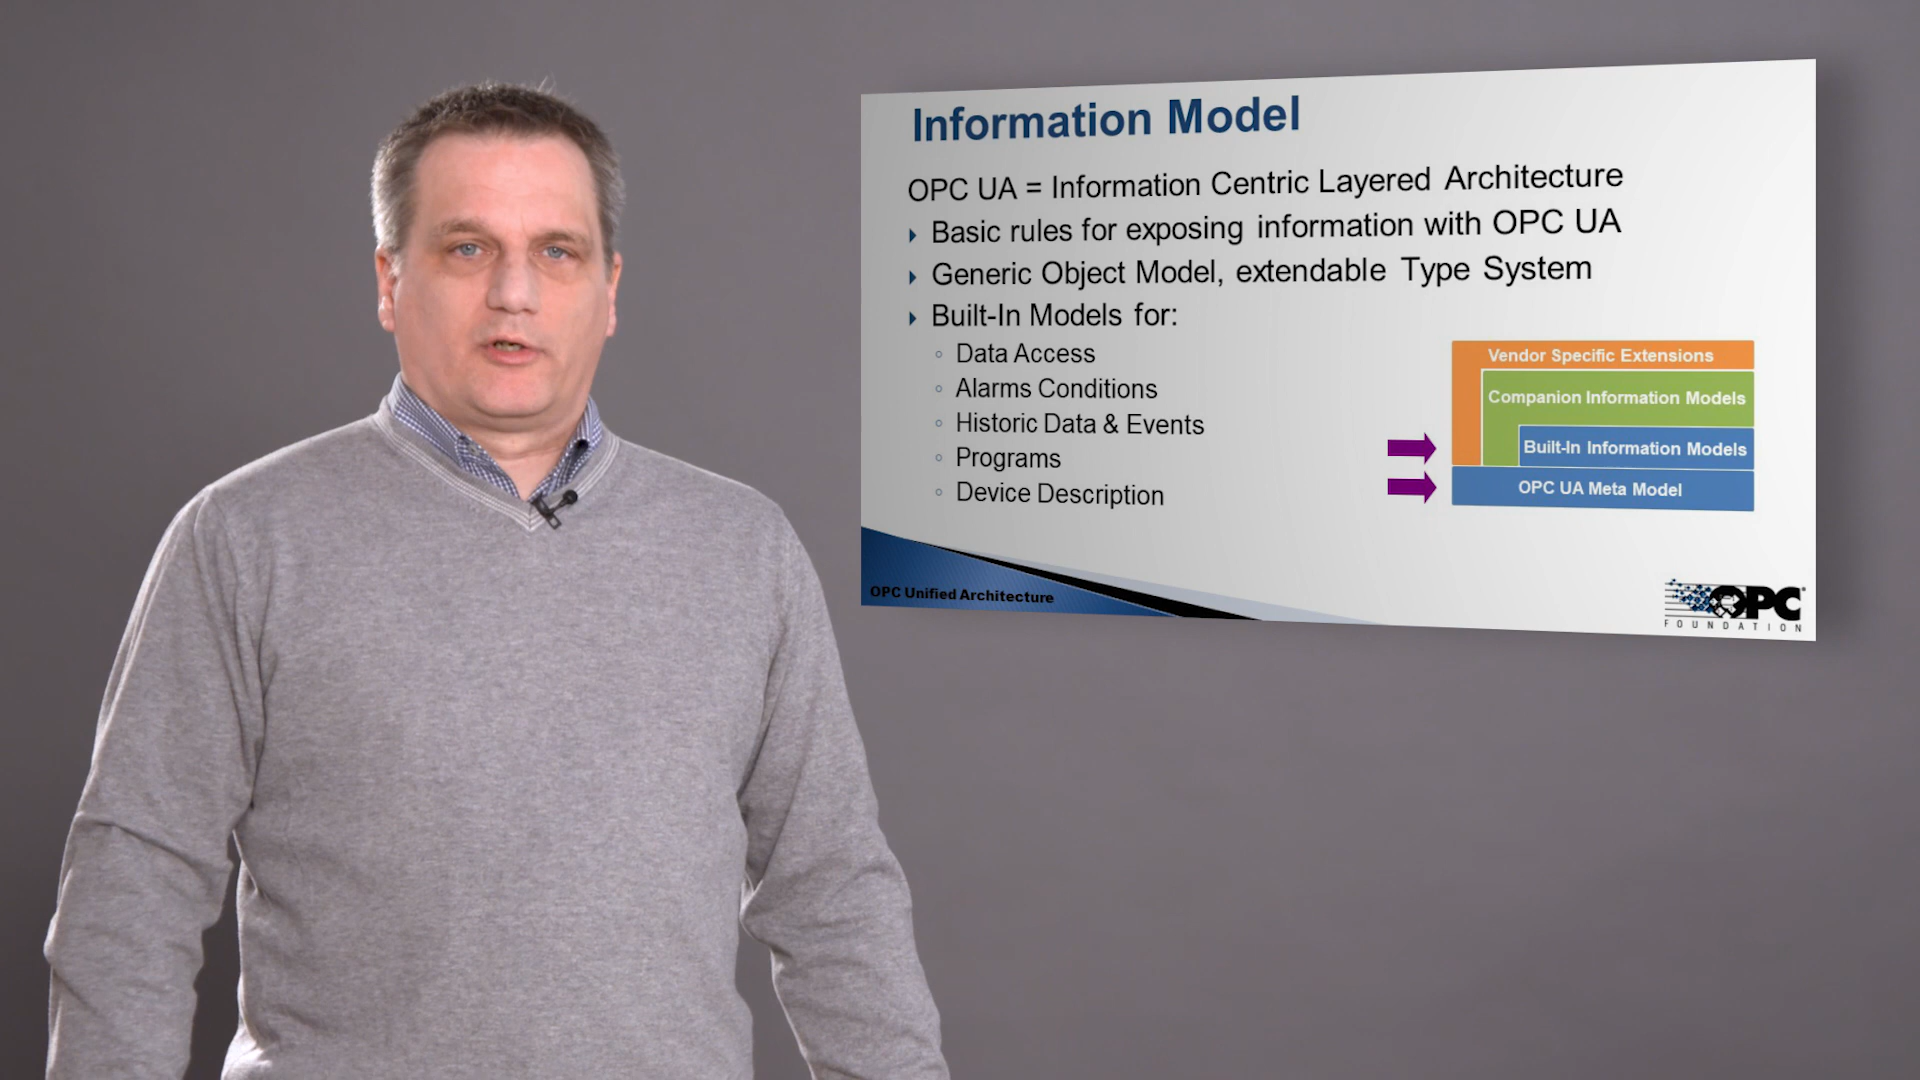 Information Model
OPC UA = Information Centric Layered Architecture
Basic rules for exposing information with OPC UA
Generic Object Model, extendable Type System
Built-In Models for:
Data Access
Alarms Conditions
Historic Data & Events
Programs
Device Description
Vendor Specific Extensions
Companion Information Models
Built-In Information Models
OPC UA Meta Model
OPC Unified Architecture
OPC
FOUNDATION